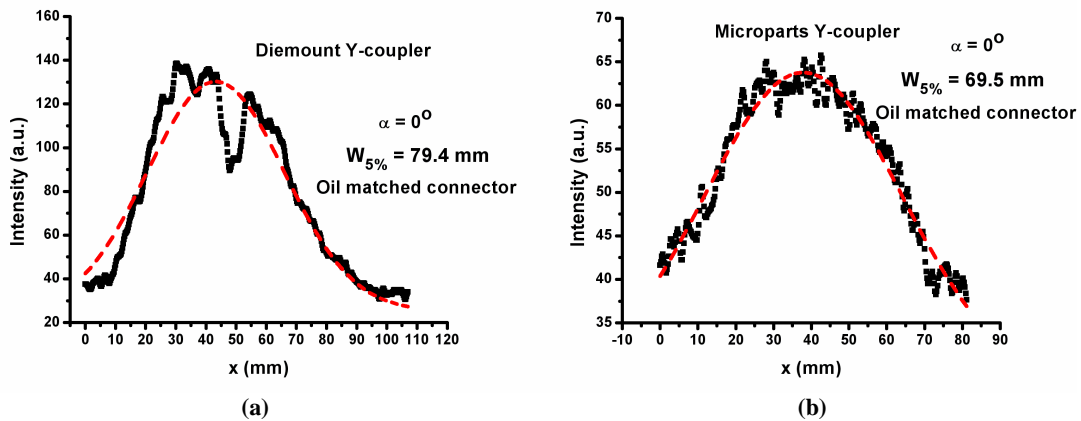 160
140
120
100
80
60
40
20
Intensity (a.u.)
Diemount Y-coupler
α = 0°
W5% = 79.4 mm
Oil matched connector
0 10 20 30 40 50 60 70 80 90 100 110 120
x (mm)
(a)
70
65
60
55
50
45
40
35
Intensity (a.u.)
Microparts Y-coupler
α = 0°
W5% = 69.5 mm
Oil matched connector
-10 0 10 20 30 40 50 60 70 80 90
x (mm)
(b)